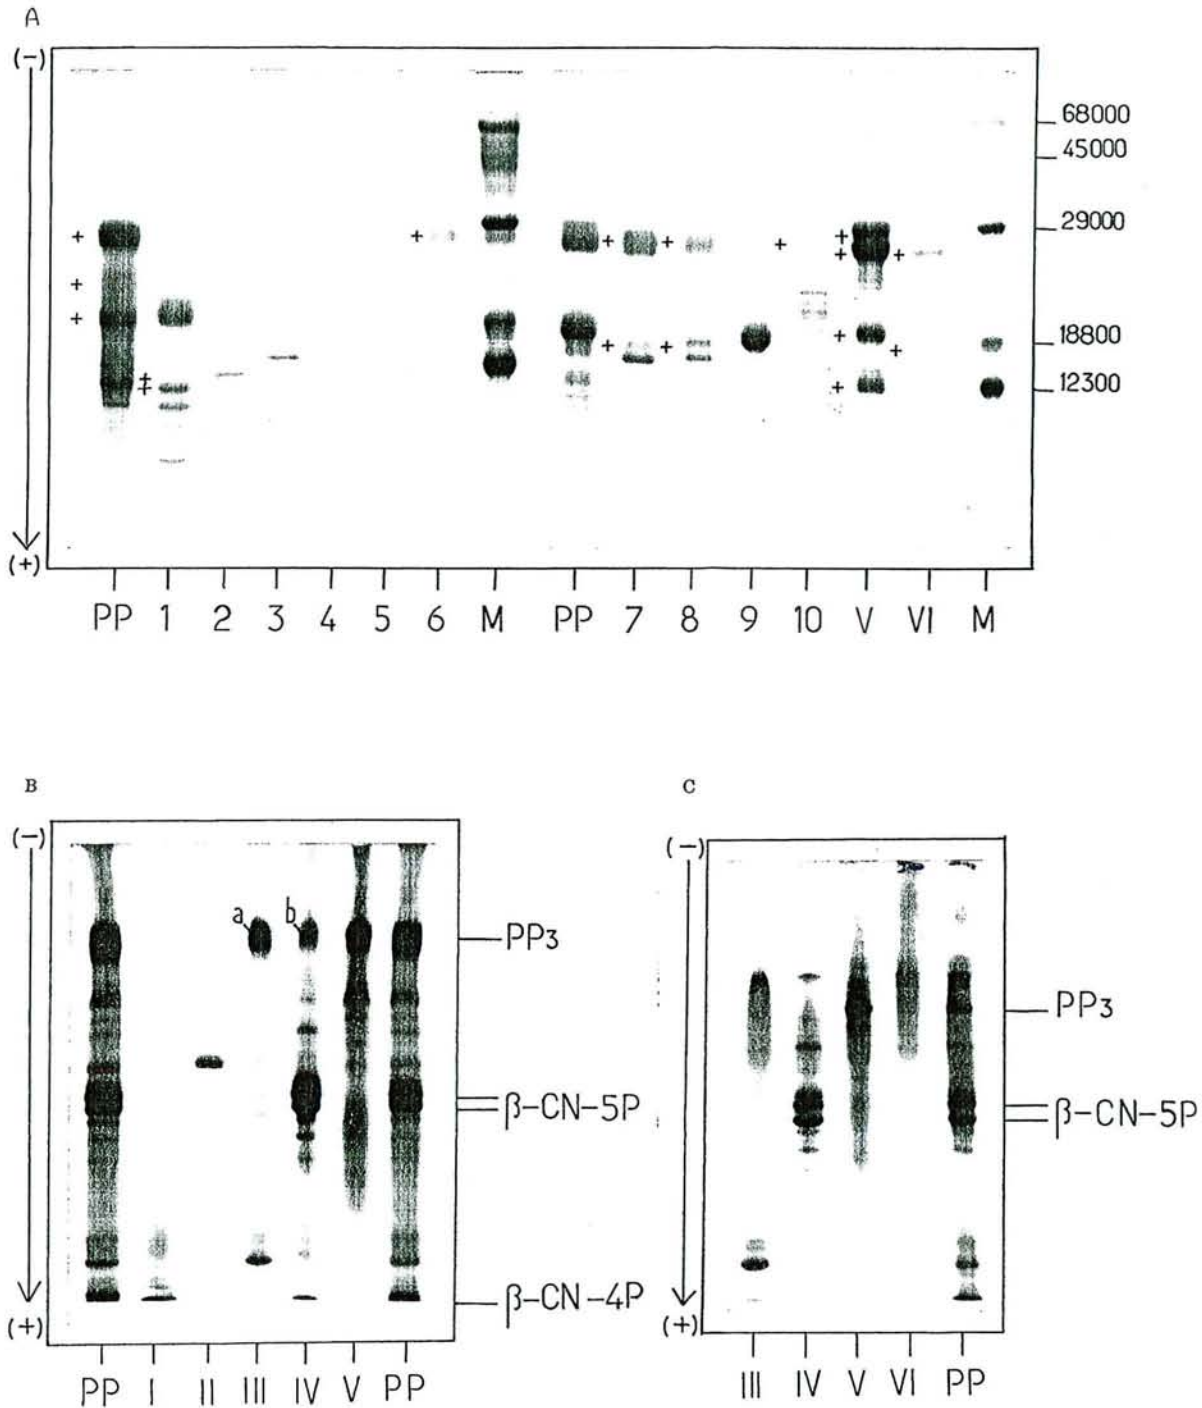 A
(-)
68000
45000
29000
18800
12300
(+)
PP 1 2 3 4 5 6 M PP 7 8 9 10 V VI M
B
(-)
a b
PP3
β-CN-5P
β-CN-4P
(+)
PP I II III IV V PP
C
(-)
PP3
β-CN-5P
(+)
III IV V VI PP